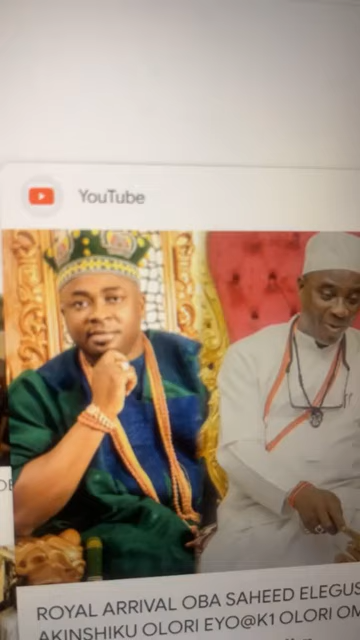 YouTube
ROYAL ARRIVAL OBA SAHEED ELEGUS
AKINSHIKU OLORI EYO@K1 OLORI OM